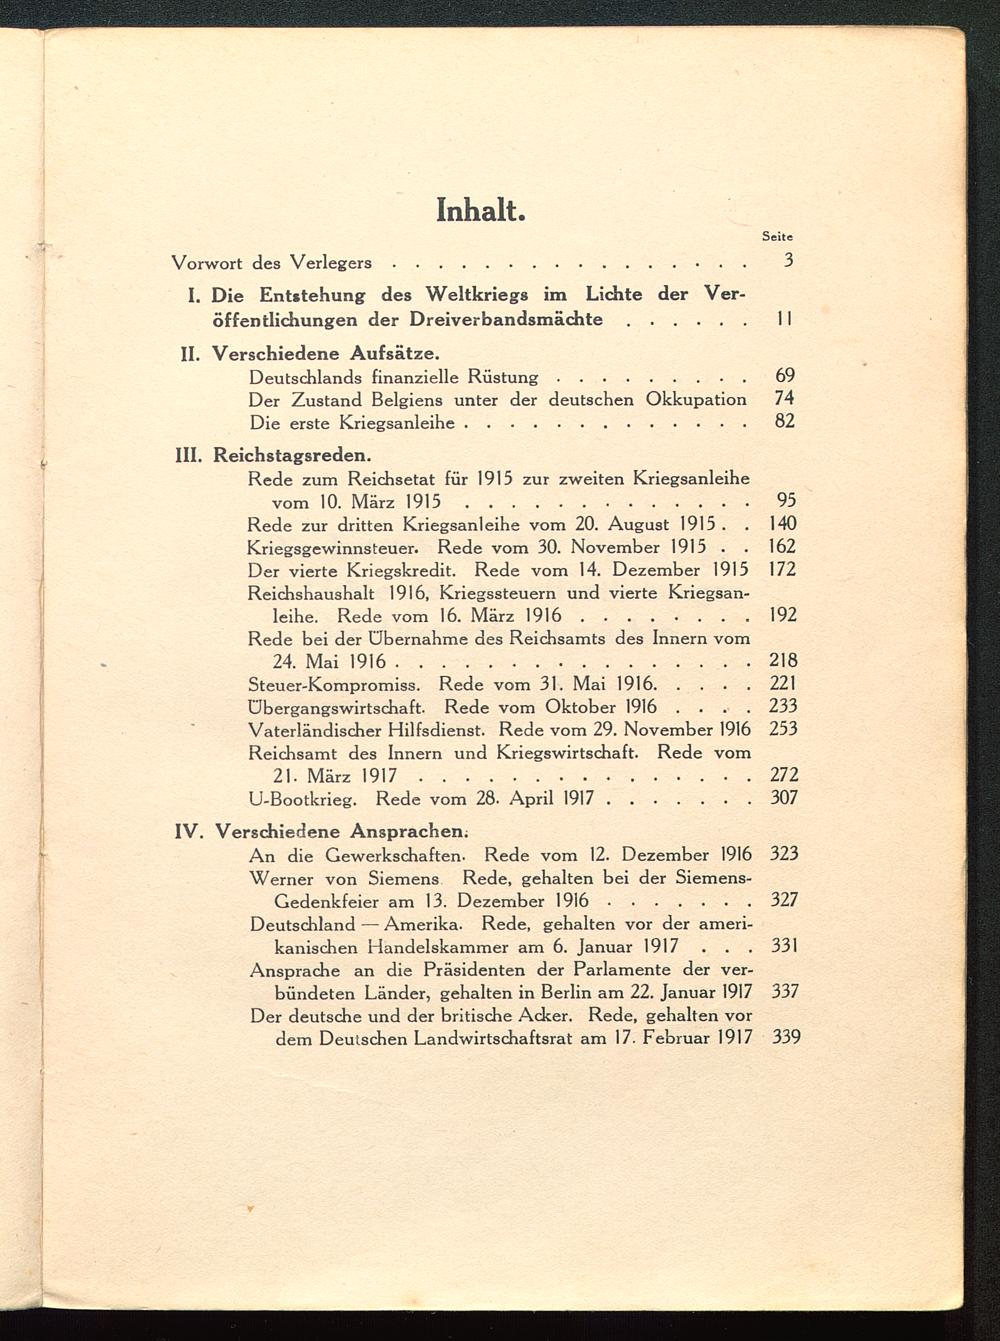 Inhalt.
Seite
Vorwort des Verlegers . . . . . . . . . . . . . . . . 3
I. Die Entstehung des Weltkriegs im Lichte der Ver-
öffentlichungen der Dreiverbandsmächte . . . . . . 11
II. Verschiedene Aufsätze.
Deutschlands finanzielle Rüstung . . . . . . . . . 69
Der Zustand Belgiens unter der deutschen Okkupation 74
Die erste Kriegsanleihe . . . . . . . . . . . . . 82
III. Reichstagsreden.
Rede zum Reichsetat für 1915 zur zweiten Kriegsanleihe
vom 10. März 1915 . . . . . . . . . . . . . 95
Rede zur dritten Kriegsanleihe vom 20. August 1915 . . 140
Kriegsgewinnsteuer. Rede vom 30. November 1915 . . 162
Der vierte Kriegskredit. Rede vom 14. Dezember 1915 172
Reichshaushalt 1916, Kriegssteuern und vierte Kriegsan-
leihe. Rede vom 16. März 1916 . . . . . . . . 192
Rede bei der Übernahme des Reichsamts des Innern vom
24. Mai 1916 . . . . . . . . . . . . . . . . 218
Steuer-Kompromiss. Rede vom 31. Mai 1916. . . . . 221
Übergangswirtschaft. Rede vom Oktober 1916 . . . . 233
Vaterländischer Hilfsdienst. Rede vom 29. November 1916 253
Reichsamt des Innern und Kriegswirtschaft. Rede vom
21. März 1917 . . . . . . . . . . . . . . . 272
U-Bootkrieg. Rede vom 28. April 1917 . . . . . . . 307
IV. Verschiedene Ansprachen.
An die Gewerkschaften. Rede vom 12. Dezember 1916 323
Werner von Siemens Rede, gehalten bei der Siemens-
Gedenkfeier am 13. Dezember 1916 . . . . . . . 327
Deutschland — Amerika. Rede, gehalten vor der ameri-
kanischen Handelskammer am 6. Januar 1917 . . . 331
Ansprache an die Präsidenten der Parlamente der ver-
bündeten Länder, gehalten in Berlin am 22. Januar 1917 337
Der deutsche und der britische Acker. Rede, gehalten vor
dem Deutschen Landwirtschaftsrat am 17. Februar 1917 339